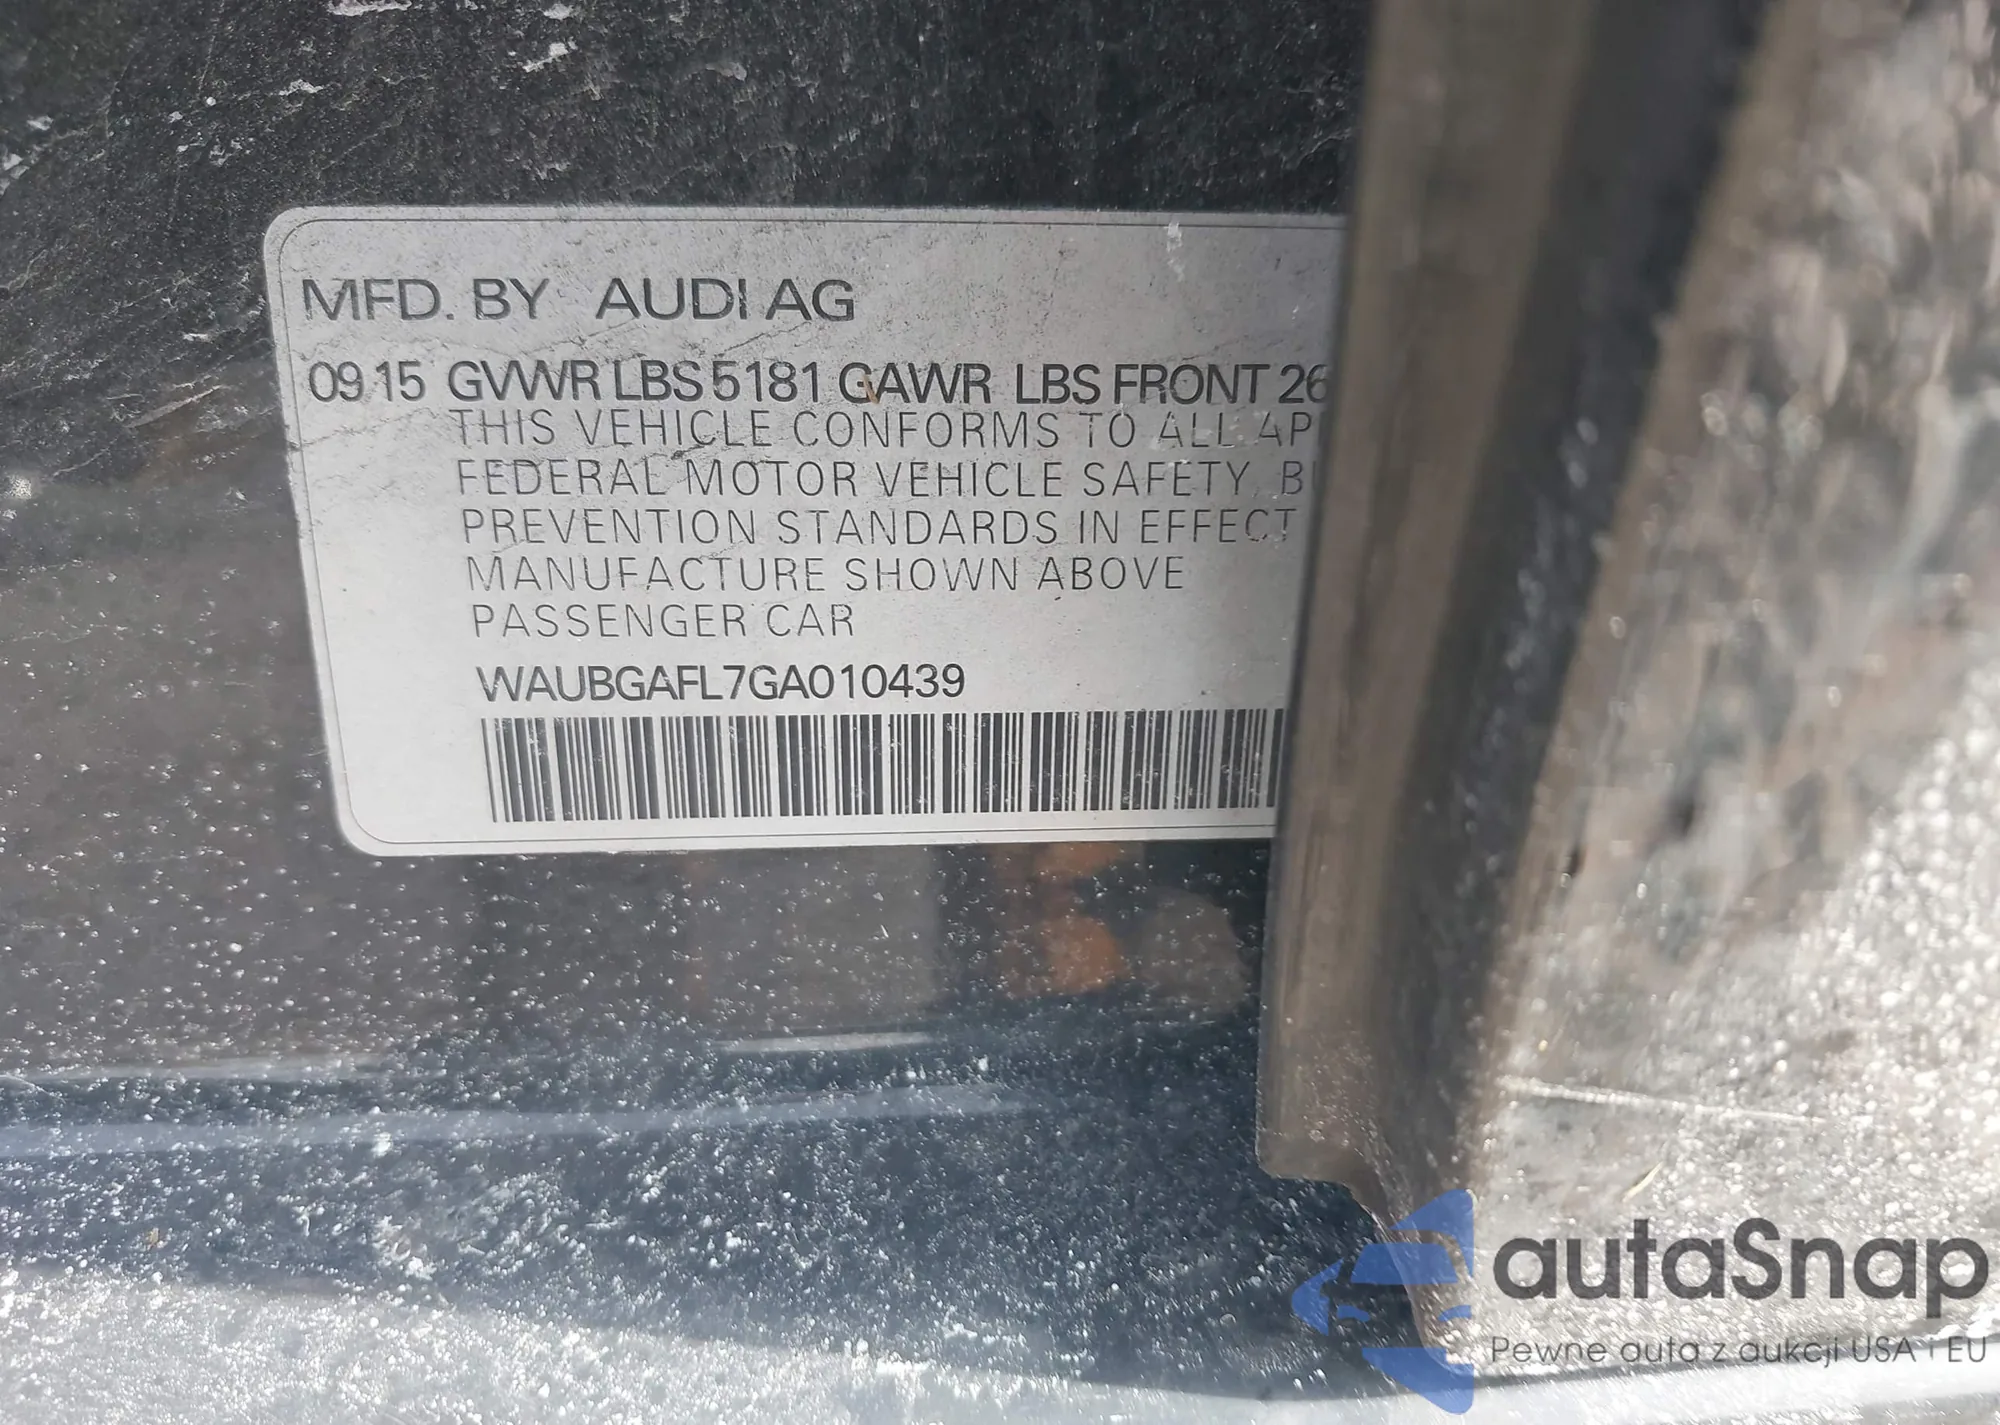 MFD. BY AUDI AG
09.15 GVWR LBS 5181 GAWR LBS FRONT 26
THIS VEHICLE CONFORMS TO ALL AP
FEDERAL MOTOR VEHICLE SAFETY, B
PREVENTION STANDARDS IN EFFECT
MANUFACTURE SHOWN ABOVE
PASSENGER CAR
WAUBGAFL7GA010439
autaSnap
Pewne auta z aukcji USA i EU